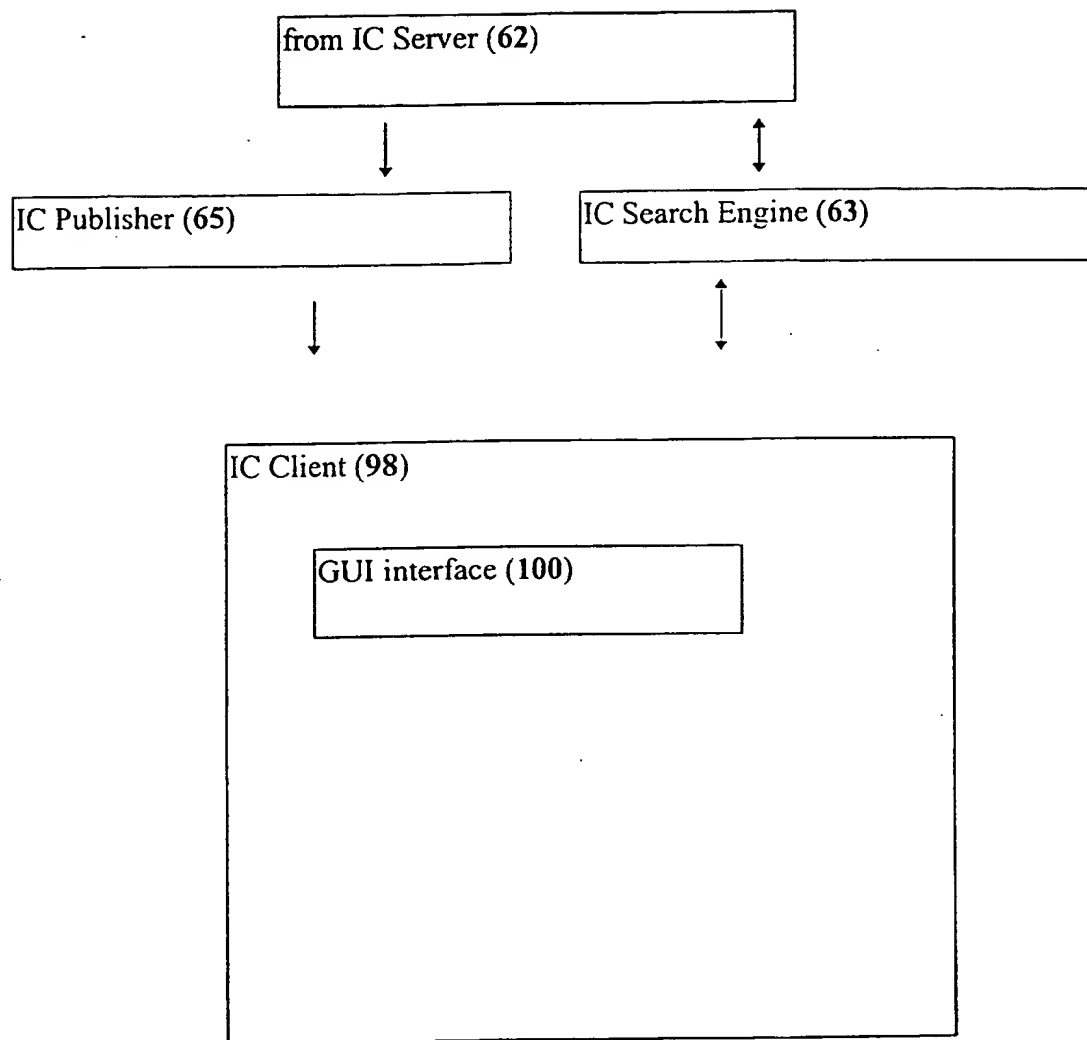 from IC Server (62)
IC Publisher (65)
IC Search Engine (63)
IC Client (98)
GUI interface (100)